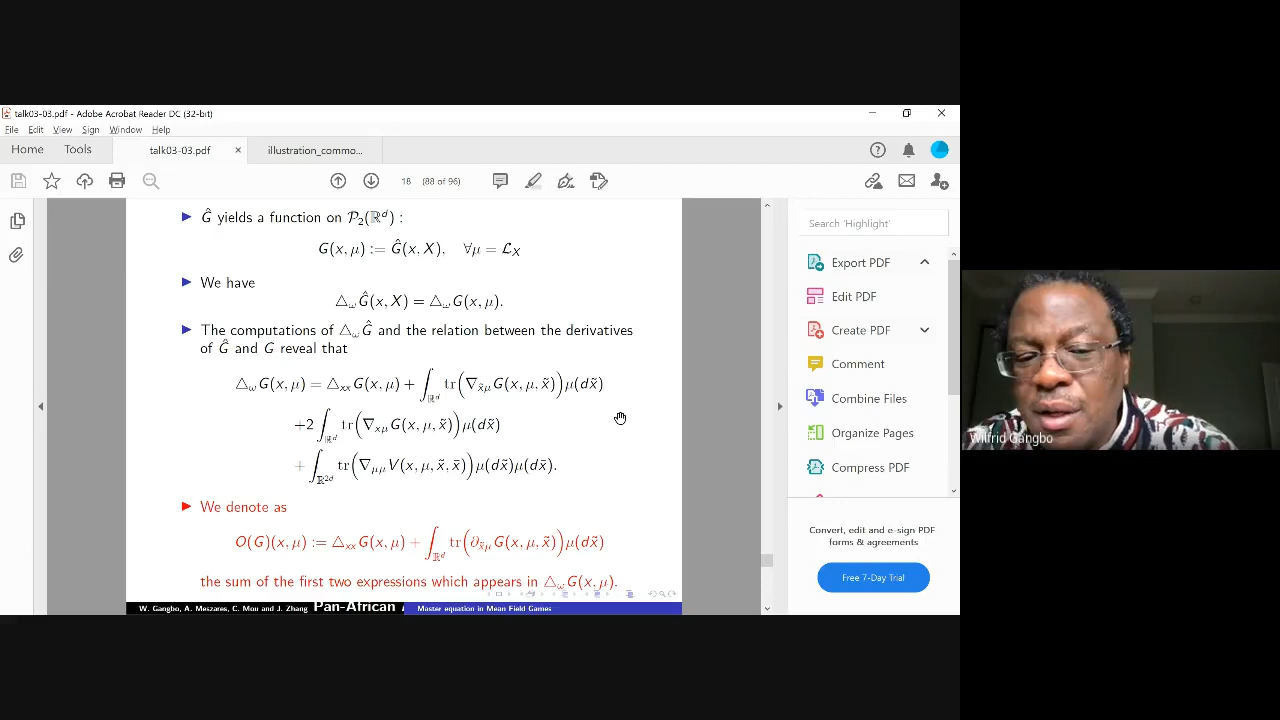 talk03-03.pdf - Adobe Acrobat Reader DC (32-bit)
File Edit View Sign Window Help
Home Tools talk03-03.pdf × illustration_commo...
18 (88 of 96)
▶ Ĝ yields a function on 𝒫₂(ℝᵈ) :
G(x, μ) := Ĝ(x, X), ∀μ = ℒ_X
▶ We have
△_ω Ĝ(x, X) = △_ω G(x, μ).
▶ The computations of △_ω Ĝ and the relation between the derivatives
of Ĝ and G reveal that
△_ω G(x, μ) = △_xx G(x, μ) + ∫_ℝᵈ tr(∇_x̃μ G(x, μ, x̃))μ(dx̃)
+2 ∫_ℝᵈ tr(∇_xμ G(x, μ, x̃))μ(dx̃)
+ ∫_ℝ²ᵈ tr(∇_μμ V(x, μ, x̃, x̄))μ(dx̃)μ(dx̄).
▶ We denote as
O(G)(x, μ) := △_xx G(x, μ) + ∫_ℝᵈ tr(∂_x̃μ G(x, μ, x̃))μ(dx̃)
the sum of the first two expressions which appears in △_ω G(x, μ).
W. Gangbo, A. Meszares, C. Mou and J. Zhang Pan-African Master equation in Mean Field Games
Search 'Highlight'
Export PDF
Edit PDF
Create PDF
Comment
Combine Files
Organize Pages
Compress PDF
Convert, edit and e-sign PDF
forms & agreements
Free 7-Day Trial
Wilfrid Gangbo